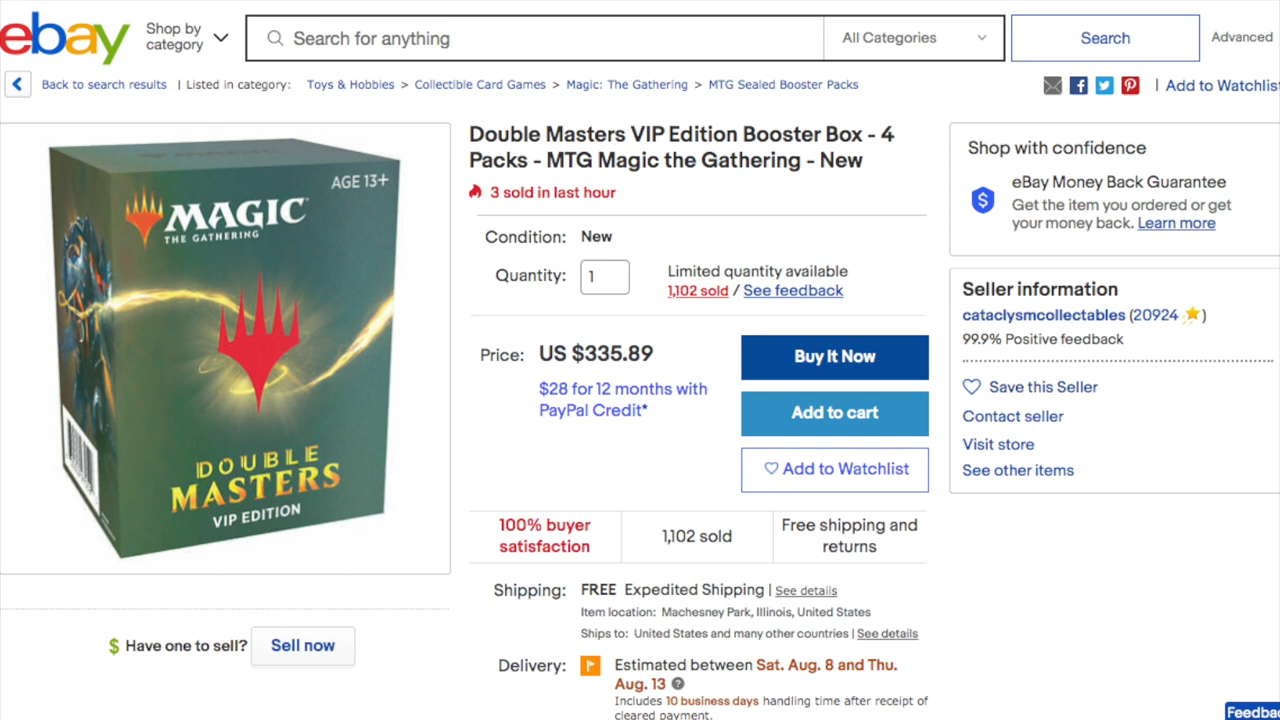 ebay
Shop by
category
Search for anything
All Categories
Search
Advanced
Back to search results | Listed in category: Toys & Hobbies > Collectible Card Games > Magic: The Gathering > MTG Sealed Booster Packs
| Add to Watchlist
AGE 13+
MAGIC
THE GATHERING
DOUBLE
MASTERS
VIP EDITION
$ Have one to sell? Sell now
Double Masters VIP Edition Booster Box - 4
Packs - MTG Magic the Gathering - New
3 sold in last hour
Condition: New
Quantity: 1
Limited quantity available
1,102 sold / See feedback
Price: US $335.89
$28 for 12 months with
PayPal Credit*
Buy It Now
Add to cart
Add to Watchlist
100% buyer
satisfaction
1,102 sold
Free shipping and
returns
Shipping: FREE Expedited Shipping | See details
Item location: Machesney Park, Illinois, United States
Ships to: United States and many other countries | See details
Delivery: Estimated between Sat. Aug. 8 and Thu.
Aug. 13 ?
Includes 10 business days handling time after receipt of
cleared payment.
Shop with confidence
eBay Money Back Guarantee
Get the item you ordered or get
your money back. Learn more
Seller information
cataclysmcollectables (20924)
99.9% Positive feedback
Save this Seller
Contact seller
Visit store
See other items
Feedba